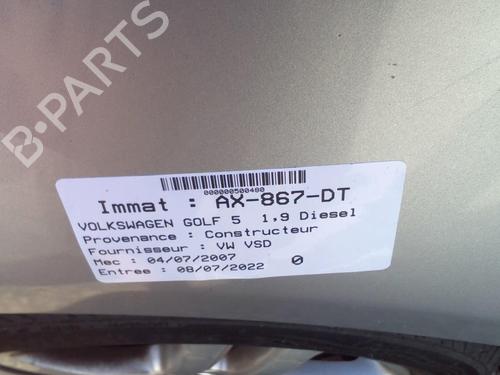 B-PARTS
000000500480
Immat : AX-867-DT
VOLKSWAGEN GOLF 5 1,9 Diesel
Provenance : Constructeur
Fournisseur : VW VSD
Mec : 04/07/2007
Entree : 08/07/2022 0